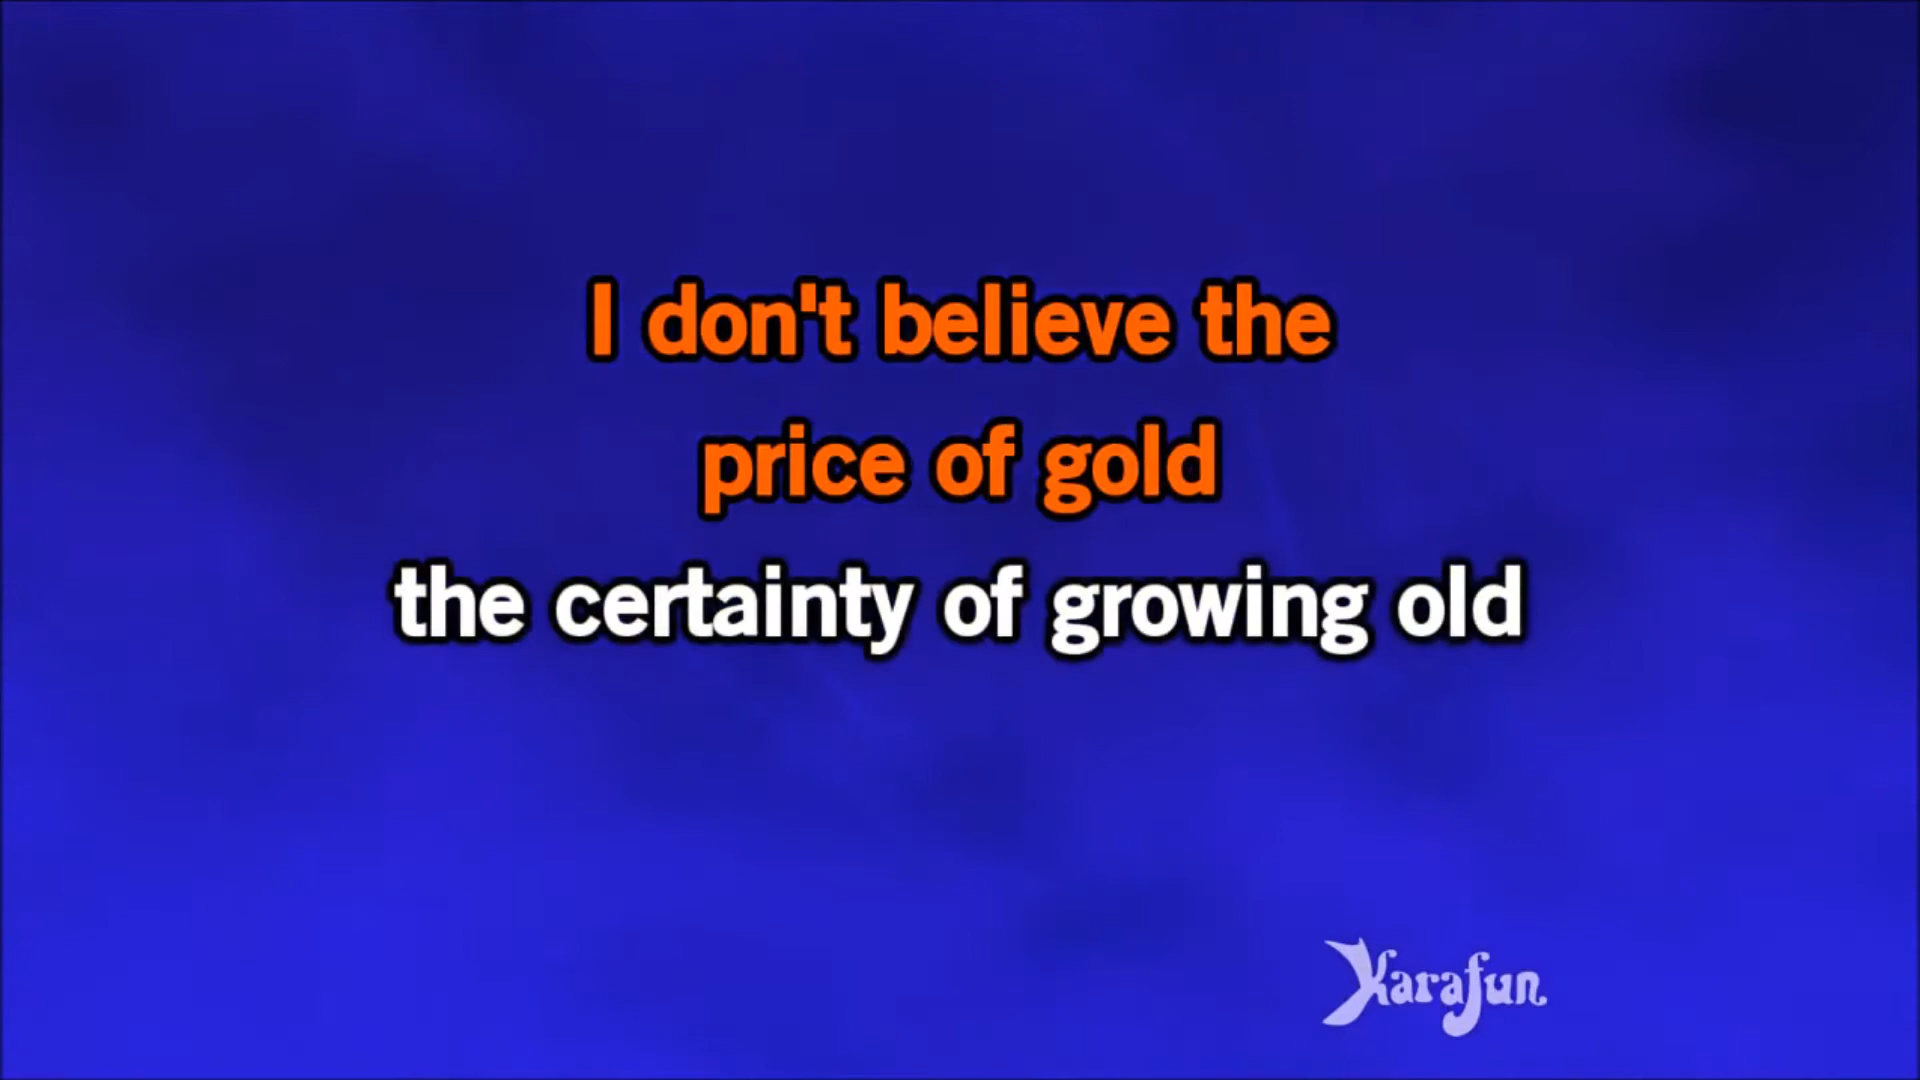 I don't believe the
price of gold
the certainty of growing old
Karafun